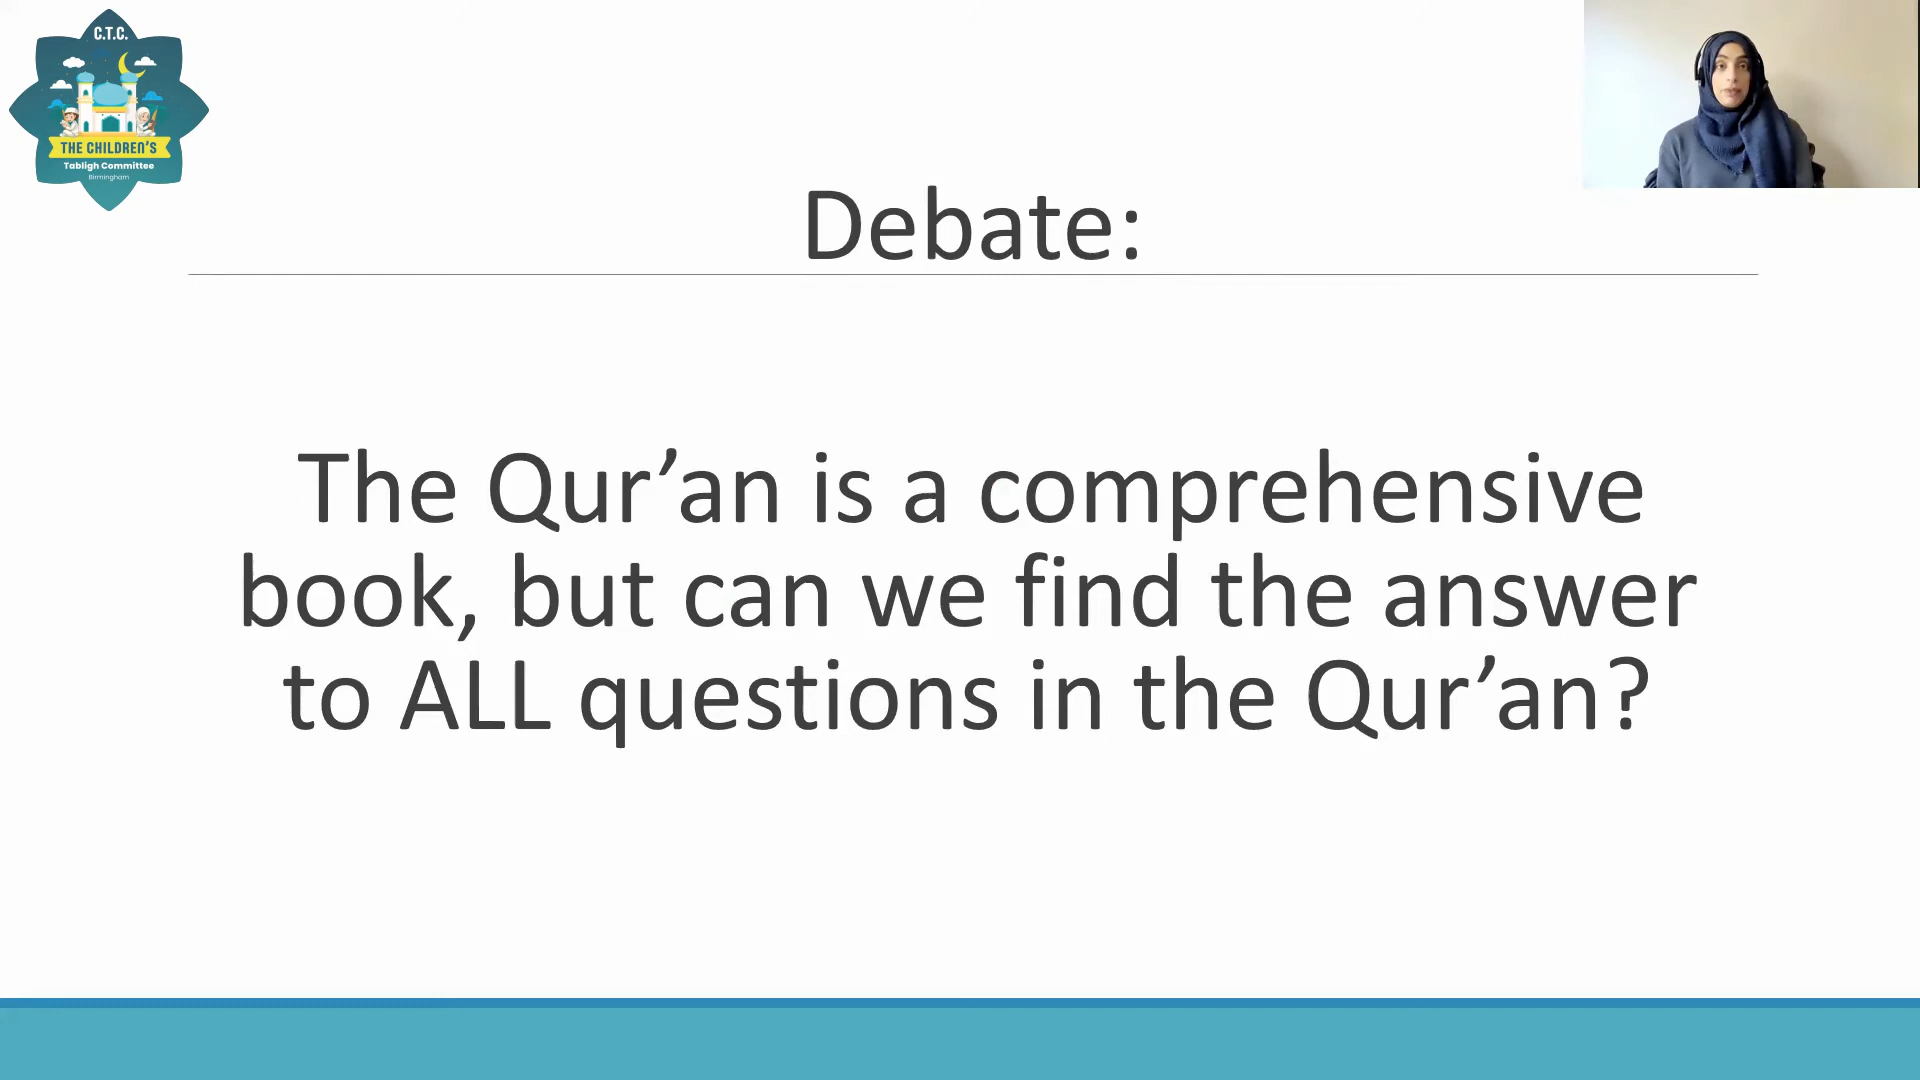 C.T.C.
THE CHILDREN'S
Tabligh Committee
Birmingham
Debate:
The Qur’an is a comprehensive
book, but can we find the answer
to ALL questions in the Qur’an?